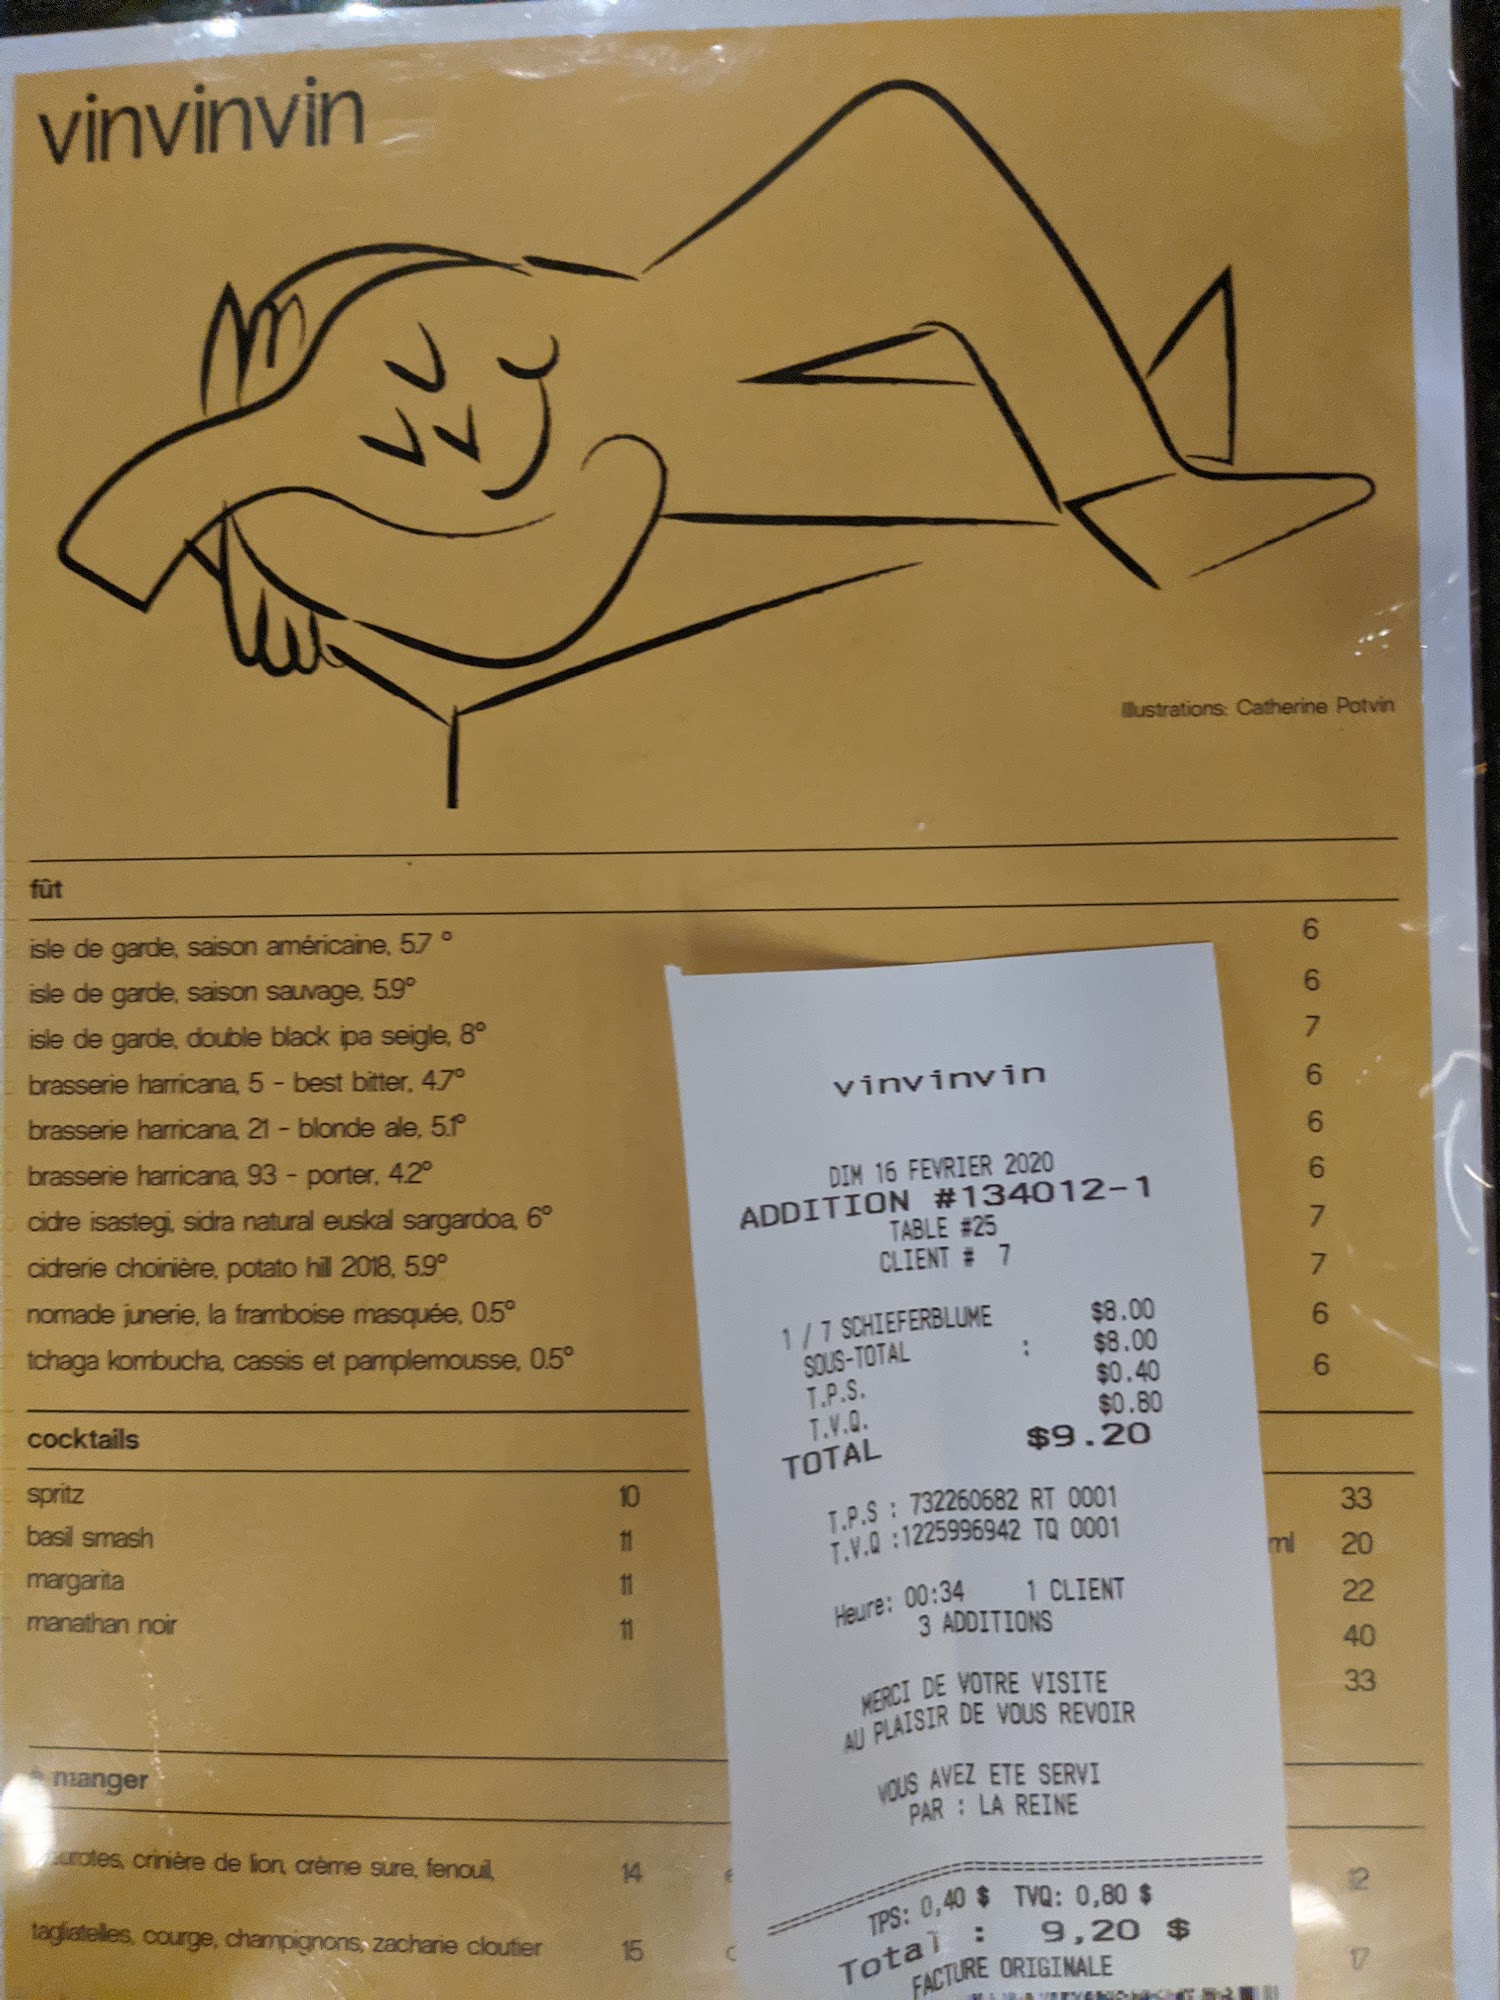 vinvinvin
Illustrations: Catherine Potvin
fût
isle de garde, saison américaine, 5.7 ° 6
isle de garde, saison sauvage, 5.9° 6
isle de garde, double black ipa seigle, 8° 7
brasserie harricana, 5 - best bitter, 4.7° 6
brasserie harricana, 21 - blonde ale, 5.1° 6
brasserie harricana, 93 - porter, 4.2° 6
cidre isastegi, sidra natural euskal sargardoa, 6° 7
cidrerie choinière, potato hill 2018, 5.9° 7
nomade junerie, la framboise masquée, 0.5° 6
tchaga kombucha, cassis et pamplemousse, 0.5° 6
cocktails
spritz 10
basil smash 11
margarita 11
manathan noir 11
33
ml 20
22
40
33
à manger
crinière de lion, crème sure, fenouil, 14
12
tagliatelles, courge, champignons, zacharie cloutier 15
17
vinvinvin
DIM 16 FEVRIER 2020
ADDITION #134012-1
TABLE #25
CLIENT # 7
1 / 7 SCHIEFERBLUME $8.00
SOUS-TOTAL : $8.00
T.P.S. $0.40
T.V.Q. $0.80
TOTAL $9.20
T.P.S : 732260682 RT 0001
T.V.Q :1225996942 TQ 0001
Heure: 00:34 1 CLIENT
3 ADDITIONS
MERCI DE VOTRE VISITE
AU PLAISIR DE VOUS REVOIR
VOUS AVEZ ETE SERVI
PAR : LA REINE
TPS: 0,40 $ TVQ: 0,80 $
Total : 9,20 $
FACTURE ORIGINALE